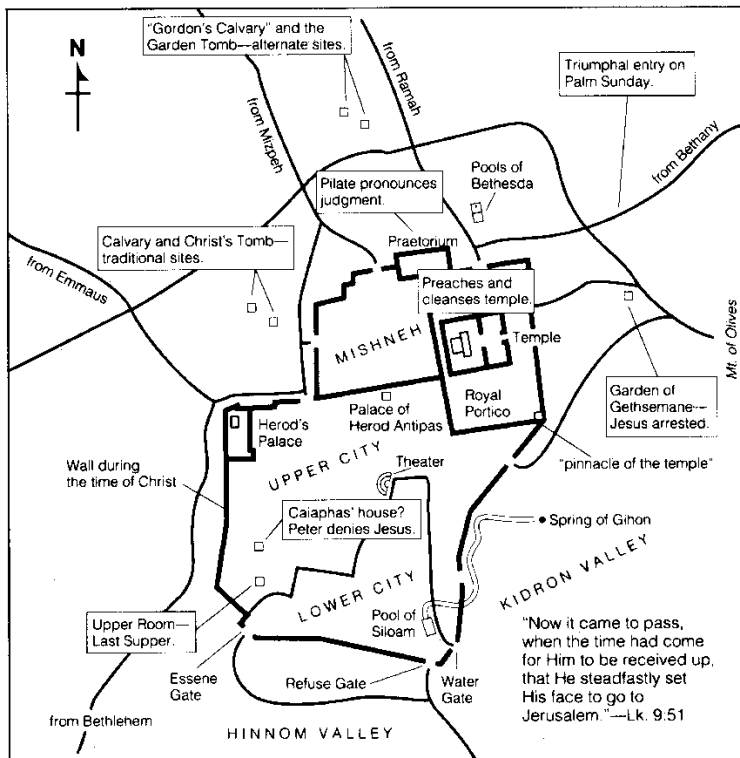 "Gordon's Calvary" and the
Garden Tomb—alternate sites.
N
from Mizpeh
from Ramah
Triumphal entry on
Palm Sunday.
from Bethany
Pools of
Bethesda
Pilate pronounces
judgment.
Praetorium
Calvary and Christ's Tomb—
traditional sites.
from Emmaus
Preaches and
cleanses temple.
MISHNEH
Temple
Mt. of Olives
Garden of
Gethsemane—
Jesus arrested.
Royal
Portico
Palace of
Herod Antipas
Herod's
Palace
UPPER CITY
Theater
"pinnacle of the temple"
Wall during
the time of Christ
Caiaphas' house?
Peter denies Jesus.
Spring of Gihon
KIDRON VALLEY
LOWER CITY
Pool of
Siloam
Upper Room—
Last Supper.
Essene
Gate
Refuse Gate
Water
Gate
"Now it came to pass,
when the time had come
for Him to be received up,
that He steadfastly set
His face to go to
Jerusalem."—Lk. 9:51
from Bethlehem
HINNOM VALLEY